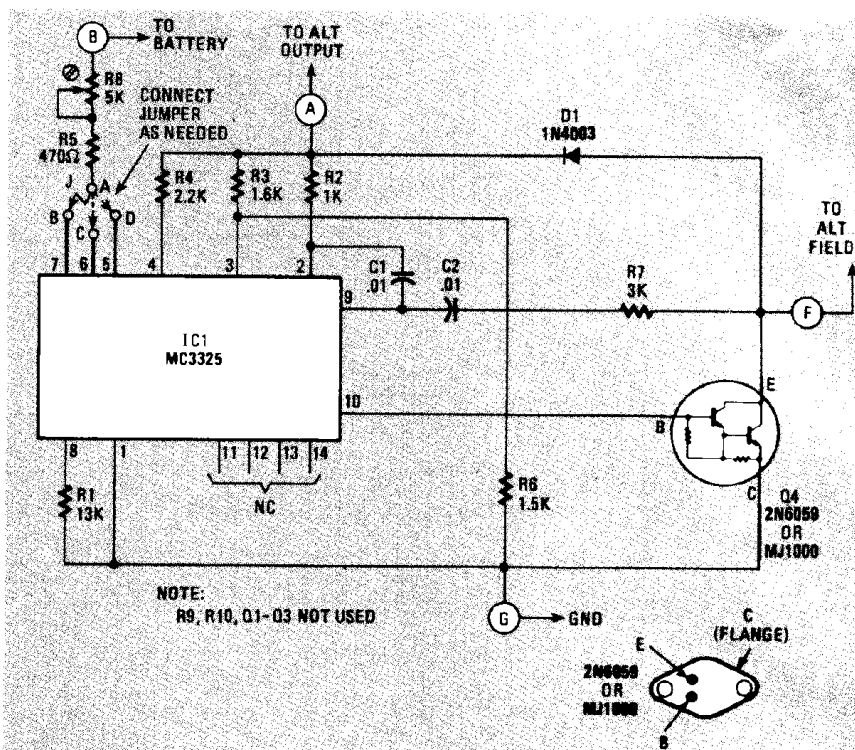 B
TO
BATTERY
TO ALT
OUTPUT
R8
5K
CONNECT
JUMPER
AS NEEDED
A
D1
1N4003
R5
470Ω
J
A
R4
2.2K
R3
1.6K
R2
1K
B
D
C
TO
ALT
FIELD
7
6
5
4
3
2
C1
.01
C2
.01
R7
3K
9
F
IC1
MC3325
10
E
B
C
8
1
11
12
13
14
R1
13K
NC
R6
1.5K
Q4
2N6059
OR
MJ1000
NOTE:
R9, R10, Q1-Q3 NOT USED
G
GND
C
(FLANGE)
E
2N6059
OR
MJ1000
B